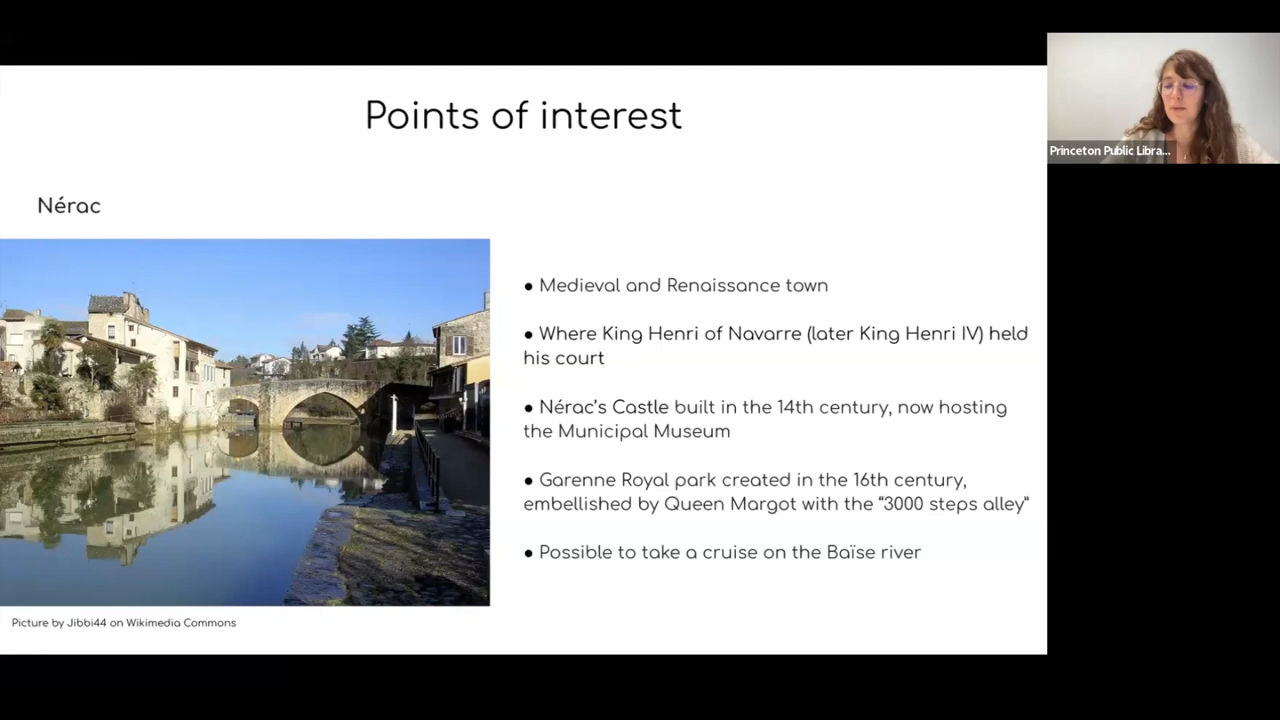 Points of interest
Princeton Public Libra...
Nérac
● Medieval and Renaissance town
● Where King Henri of Navarre (later King Henri IV) held
his court
● Nérac’s Castle built in the 14th century, now hosting
the Municipal Museum
● Garenne Royal park created in the 16th century,
embellished by Queen Margot with the “3000 steps alley”
● Possible to take a cruise on the Baïse river
Picture by Jibbi44 on Wikimedia Commons